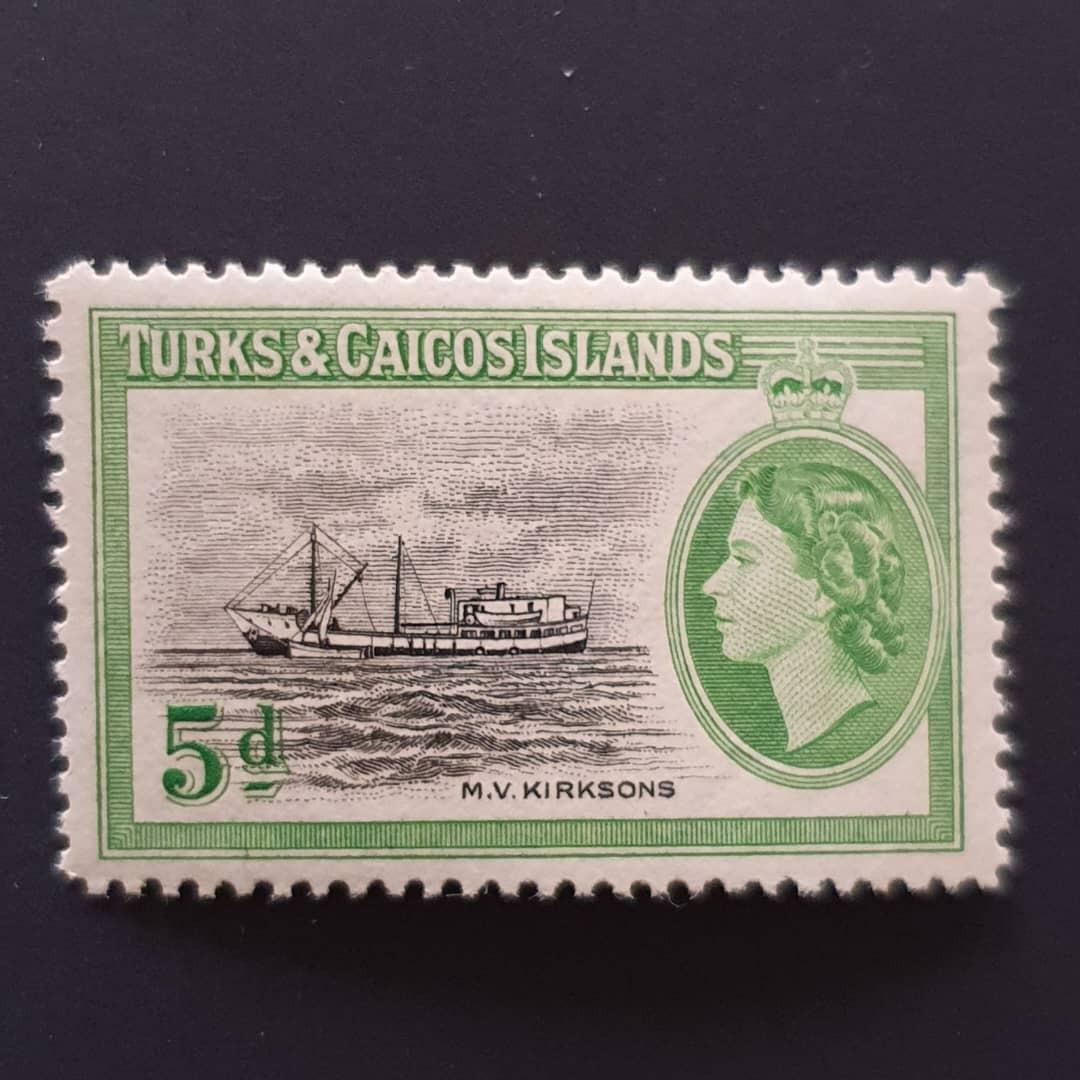 TURKS & CAICOS ISLANDS
5d
M.V. KIRKSONS